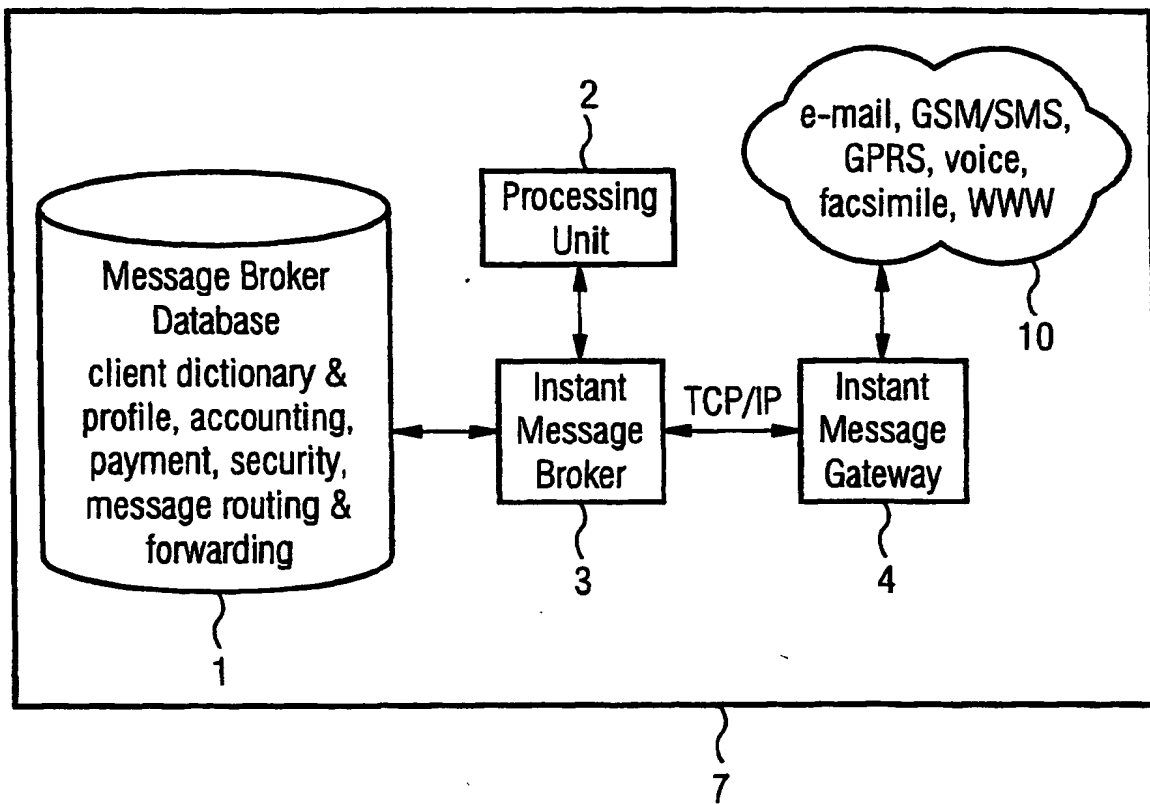 2
Processing
Unit
e-mail, GSM/SMS,
GPRS, voice,
facsimile, WWW
10
Message Broker
Database
client dictionary &
profile, accounting,
payment, security,
message routing &
forwarding
1
Instant
Message
Broker
3
TCP/IP
Instant
Message
Gateway
4
7